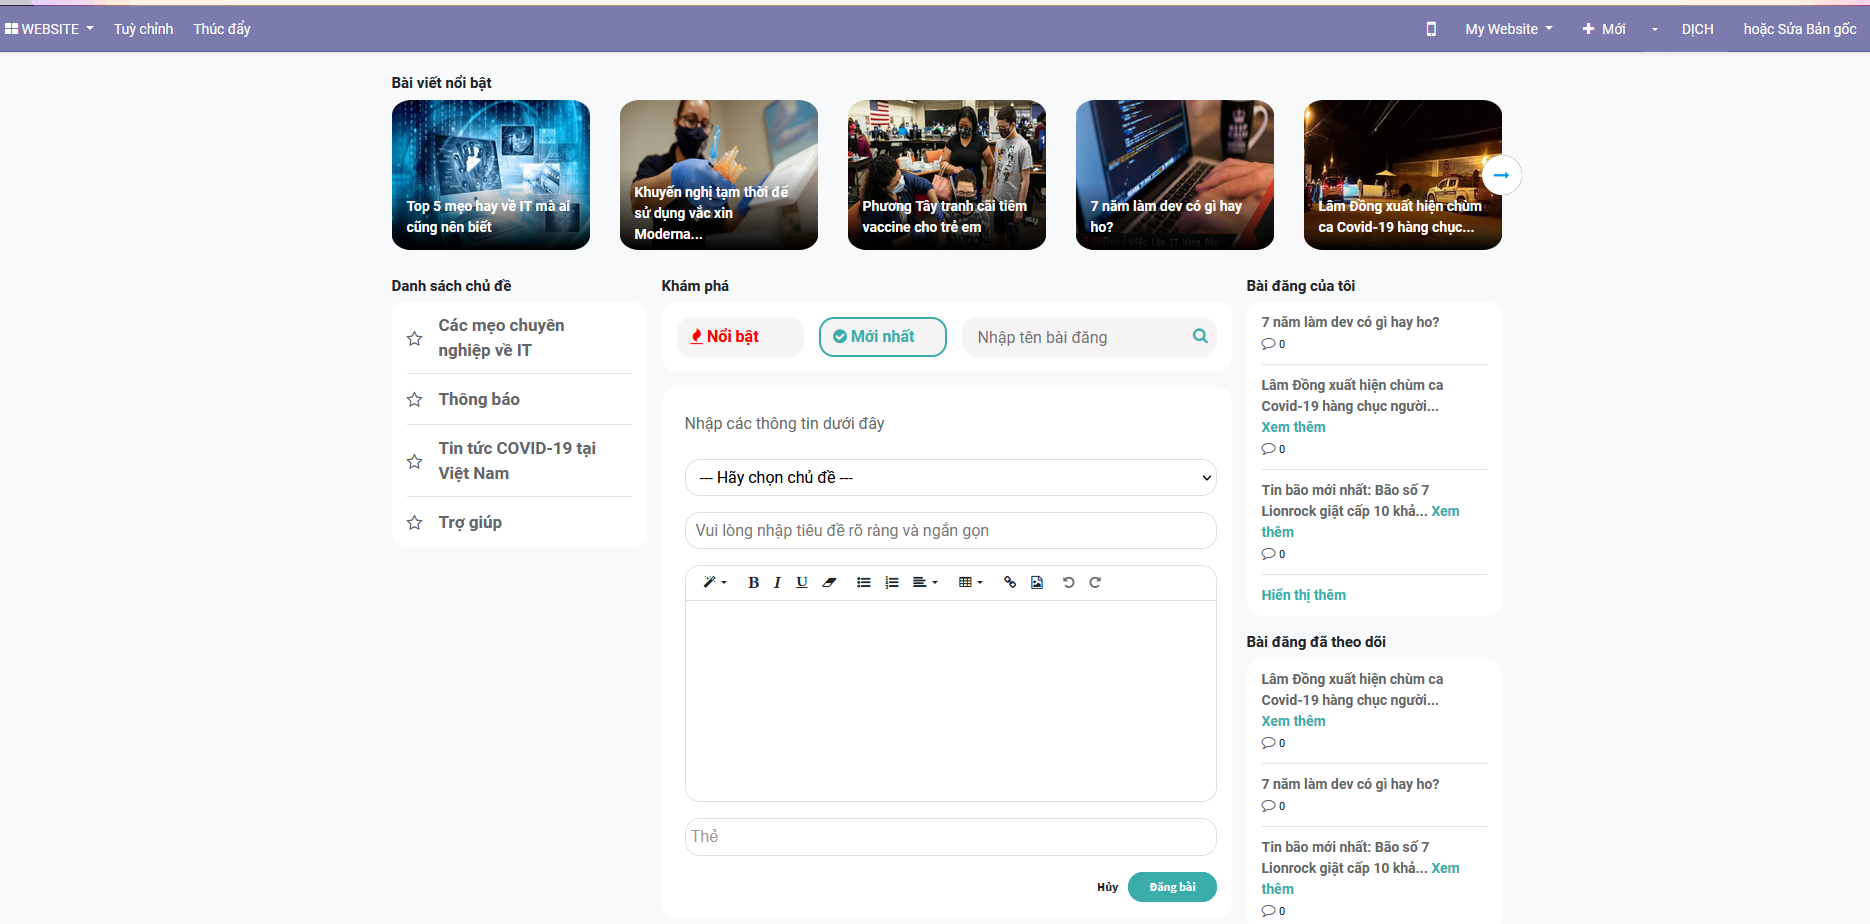 WEBSITE Tuỳ chỉnh Thúc đẩy My Website Mới DỊCH hoặc Sửa Bản gốc
Bài viết nổi bật
Top 5 mẹo hay về IT mà ai
cũng nên biết
Khuyến nghị tạm thời để
sử dụng vắc xin
Moderna...
Phương Tây tranh cãi tiêm
vaccine cho trẻ em
7 năm làm dev có gì hay
ho?
Lâm Đồng xuất hiện chùm
ca Covid-19 hàng chục...
Danh sách chủ đề
Các mẹo chuyên
nghiệp về IT
Thông báo
Tin tức COVID-19 tại
Việt Nam
Trợ giúp
Khám phá
Nổi bật Mới nhất Nhập tên bài đăng
Nhập các thông tin dưới đây
--- Hãy chọn chủ đề ---
Vui lòng nhập tiêu đề rõ ràng và ngắn gọn
B I U
Thẻ
Hủy Đăng bài
Bài đăng của tôi
7 năm làm dev có gì hay ho?
0
Lâm Đồng xuất hiện chùm ca
Covid-19 hàng chục người...
Xem thêm
0
Tin bão mới nhất: Bão số 7
Lionrock giật cấp 10 khả... Xem
thêm
0
Hiển thị thêm
Bài đăng đã theo dõi
Lâm Đồng xuất hiện chùm ca
Covid-19 hàng chục người...
Xem thêm
0
7 năm làm dev có gì hay ho?
0
Tin bão mới nhất: Bão số 7
Lionrock giật cấp 10 khả... Xem
thêm
0